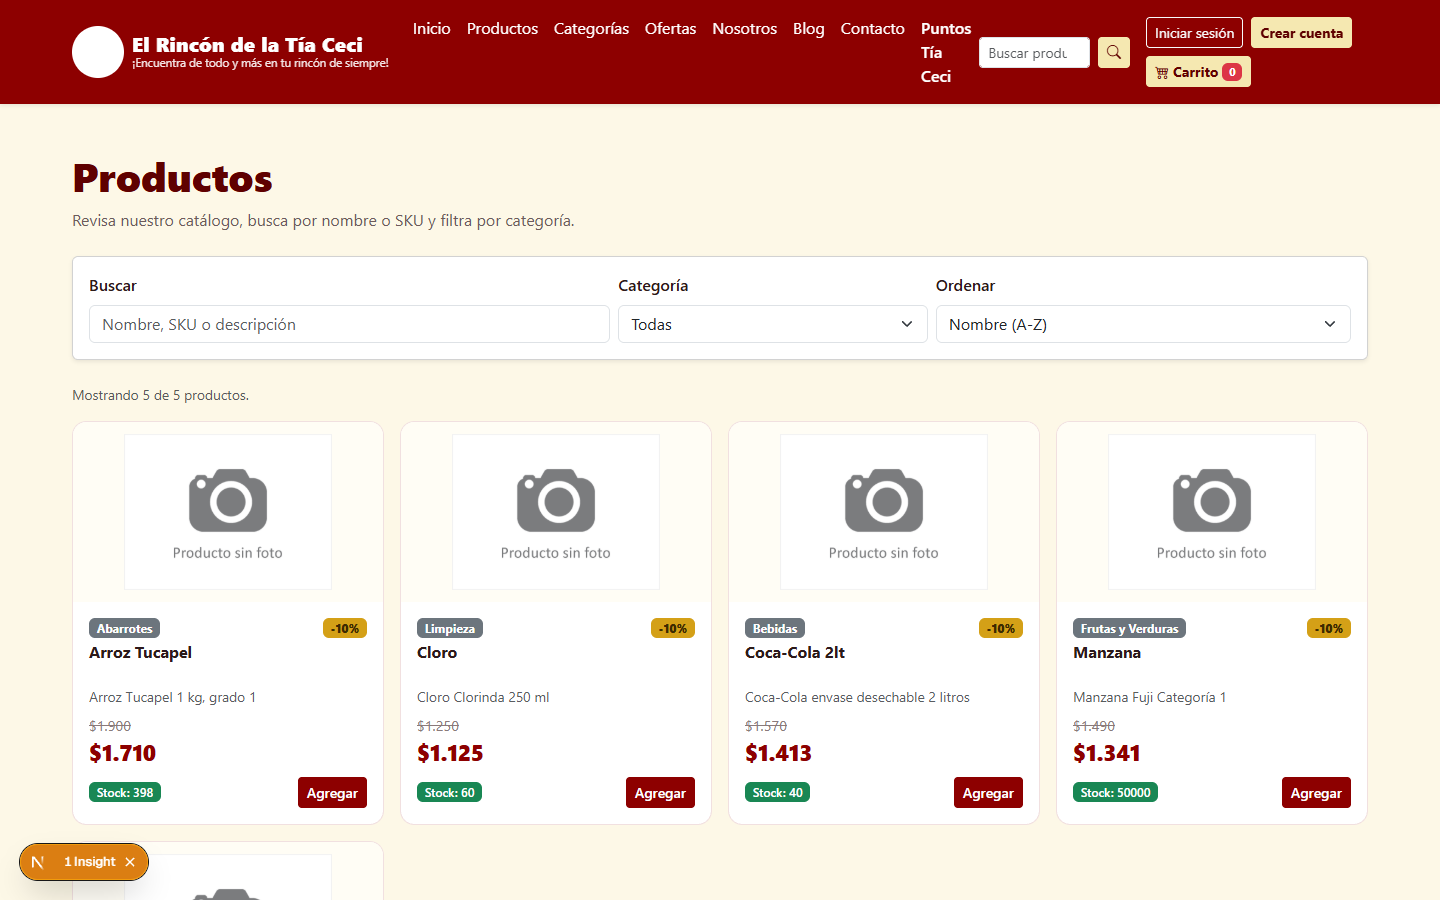 El Rincón de la Tía Ceci
¡Encuentra de todo y más en tu rincón de siempre!
Inicio
Productos
Categorías
Ofertas
Nosotros
Blog
Contacto
Puntos
Tía
Ceci
Buscar produ
Iniciar sesión
Crear cuenta
Carrito 0
Productos
Revisa nuestro catálogo, busca por nombre o SKU y filtra por categoría.
Buscar
Categoría
Ordenar
Nombre, SKU o descripción
Todas
Nombre (A-Z)
Mostrando 5 de 5 productos.
Producto sin foto
Abarrotes
-10%
Arroz Tucapel
Arroz Tucapel 1 kg, grado 1
$1.900
$1.710
Stock: 398
Agregar
Producto sin foto
Limpieza
-10%
Cloro
Cloro Clorinda 250 ml
$1.250
$1.125
Stock: 60
Agregar
Producto sin foto
Bebidas
-10%
Coca-Cola 2lt
Coca-Cola envase desechable 2 litros
$1.570
$1.413
Stock: 40
Agregar
Producto sin foto
Frutas y Verduras
-10%
Manzana
Manzana Fuji Categoría 1
$1.490
$1.341
Stock: 50000
Agregar
N 1 Insight